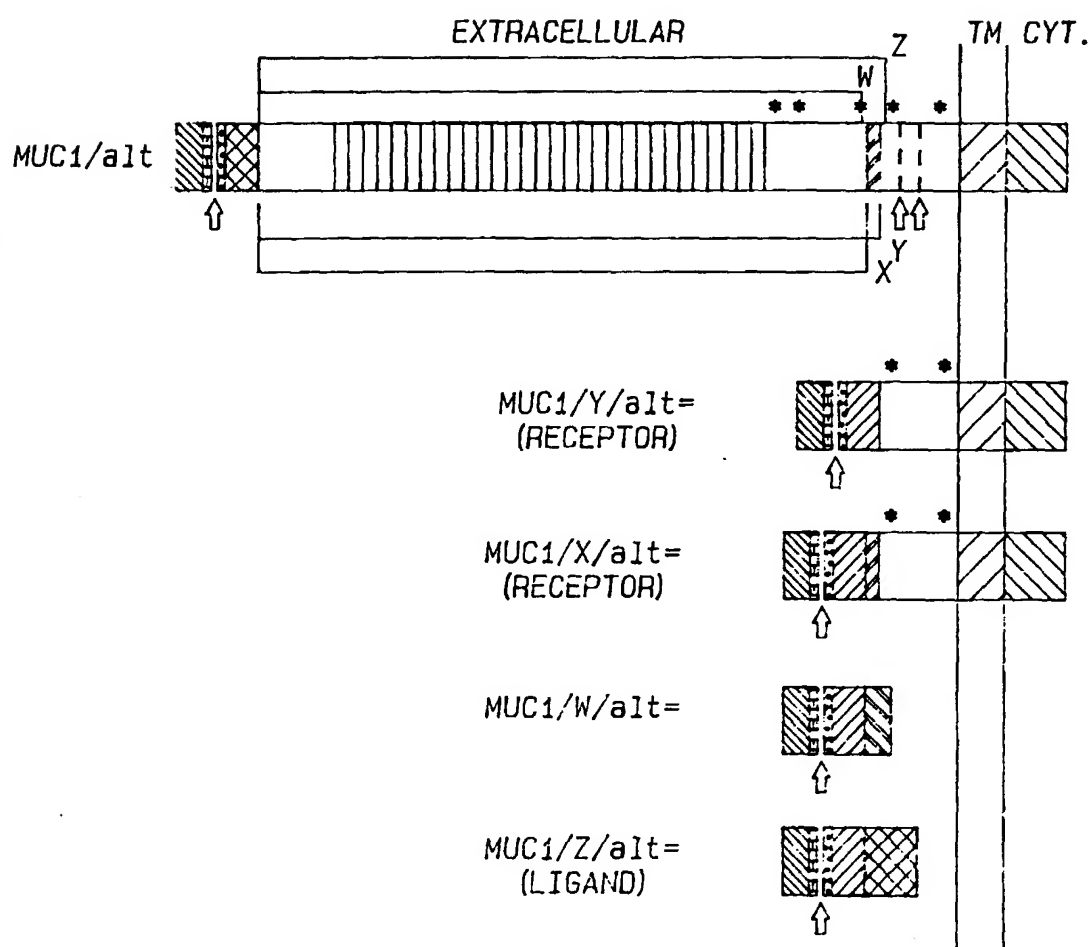 EXTRACELLULAR
TM CYT.
Z
W
* * * * *
MUC1/alt
Y
X
* *
MUC1/Y/alt=
(RECEPTOR)
* *
MUC1/X/alt=
(RECEPTOR)
MUC1/W/alt=
MUC1/Z/alt=
(LIGAND)